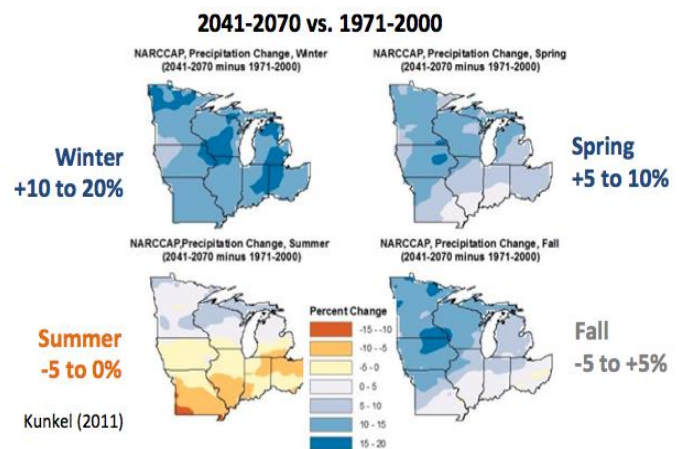 2041-2070 vs. 1971-2000
NARCCAP, Precipitation Change, Winter
(2041-2070 minus 1971-2000)
NARCCAP, Precipitation Change, Spring
(2041-2070 minus 1971-2000)
Winter
+10 to 20%
Spring
+5 to 10%
NARCCAP,Precipitation Change, Summer
(2041-2070 minus 1971-2000)
NARCCAP, Precipitation Change, Fall
(2041-2070 minus 1971-2000)
Summer
-5 to 0%
Percent Change
-15 - -10
-10 - -5
-5 - 0
0 - 5
5 - 10
10 - 15
15 - 20
Fall
-5 to +5%
Kunkel (2011)